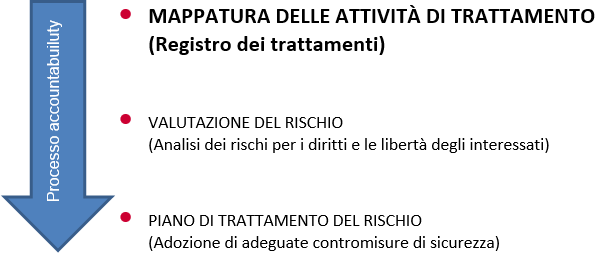 Processo accountabuiluty
MAPPATURA DELLE ATTIVITÀ DI TRATTAMENTO
(Registro dei trattamenti)
VALUTAZIONE DEL RISCHIO
(Analisi dei rischi per i diritti e le libertà degli interessati)
PIANO DI TRATTAMENTO DEL RISCHIO
(Adozione di adeguate contromisure di sicurezza)